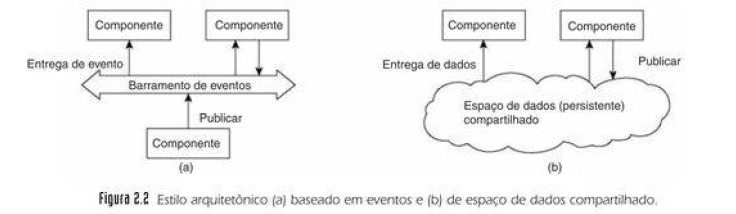 Componente
Componente
Entrega de evento
Barramento de eventos
Publicar
Componente
(a)
Componente
Componente
Entrega de dados
Publicar
Espaço de dados (persistente)
compartilhado
(b)
Figura 2.2 Estilo arquitetônico (a) baseado em eventos e (b) de espaço de dados compartilhado.